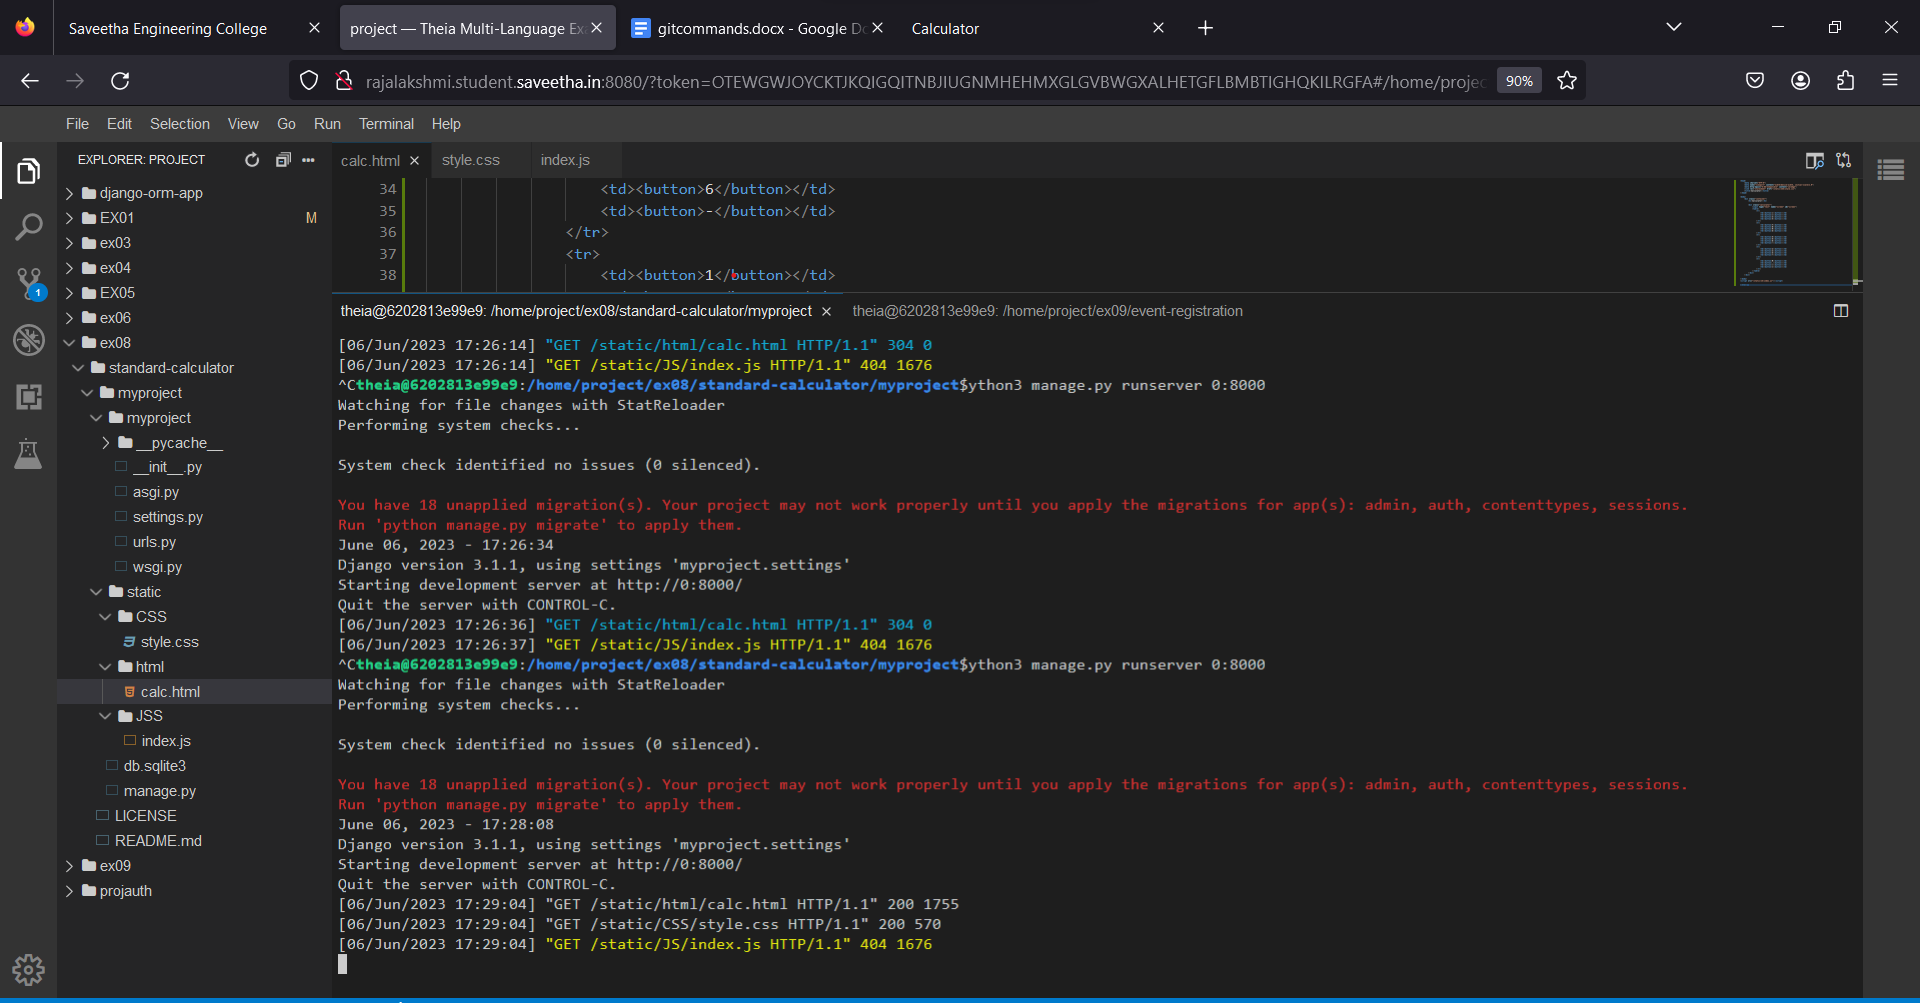 Saveetha Engineering College
project — Theia Multi-Language Ex
gitcommands.docx - Google Do
Calculator
rajalakshmi.student.saveetha.in:8080/?token=OTEWGWJOYCKTJKQIGQITNBJIUGNMHEHMXGLGVBWGXALHETGFLBMBTIGHQKILRGFA#/home/projec
90%
File Edit Selection View Go Run Terminal Help
EXPLORER: PROJECT
django-orm-app
EX01 M
ex03
ex04
EX05
ex06
ex08
standard-calculator
myproject
myproject
__pycache__
__init__.py
asgi.py
settings.py
urls.py
wsgi.py
static
CSS
style.css
html
calc.html
JSS
index.js
db.sqlite3
manage.py
LICENSE
README.md
ex09
projauth
1
calc.html style.css index.js
34 <td><button>6</button></td>
35 <td><button>-</button></td>
36 </tr>
37 <tr>
38 <td><button>1</button></td>
theia@6202813e99e9: /home/project/ex08/standard-calculator/myproject
theia@6202813e99e9: /home/project/ex09/event-registration
[06/Jun/2023 17:26:14] "GET /static/html/calc.html HTTP/1.1" 304 0
[06/Jun/2023 17:26:14] "GET /static/JS/index.js HTTP/1.1" 404 1676
^Ctheia@6202813e99e9:/home/project/ex08/standard-calculator/myproject$ython3 manage.py runserver 0:8000
Watching for file changes with StatReloader
Performing system checks...
System check identified no issues (0 silenced).
You have 18 unapplied migration(s). Your project may not work properly until you apply the migrations for app(s): admin, auth, contenttypes, sessions.
Run 'python manage.py migrate' to apply them.
June 06, 2023 - 17:26:34
Django version 3.1.1, using settings 'myproject.settings'
Starting development server at http://0:8000/
Quit the server with CONTROL-C.
[06/Jun/2023 17:26:36] "GET /static/html/calc.html HTTP/1.1" 304 0
[06/Jun/2023 17:26:37] "GET /static/JS/index.js HTTP/1.1" 404 1676
^Ctheia@6202813e99e9:/home/project/ex08/standard-calculator/myproject$ython3 manage.py runserver 0:8000
Watching for file changes with StatReloader
Performing system checks...
System check identified no issues (0 silenced).
You have 18 unapplied migration(s). Your project may not work properly until you apply the migrations for app(s): admin, auth, contenttypes, sessions.
Run 'python manage.py migrate' to apply them.
June 06, 2023 - 17:28:08
Django version 3.1.1, using settings 'myproject.settings'
Starting development server at http://0:8000/
Quit the server with CONTROL-C.
[06/Jun/2023 17:29:04] "GET /static/html/calc.html HTTP/1.1" 200 1755
[06/Jun/2023 17:29:04] "GET /static/CSS/style.css HTTP/1.1" 200 570
[06/Jun/2023 17:29:04] "GET /static/JS/index.js HTTP/1.1" 404 1676